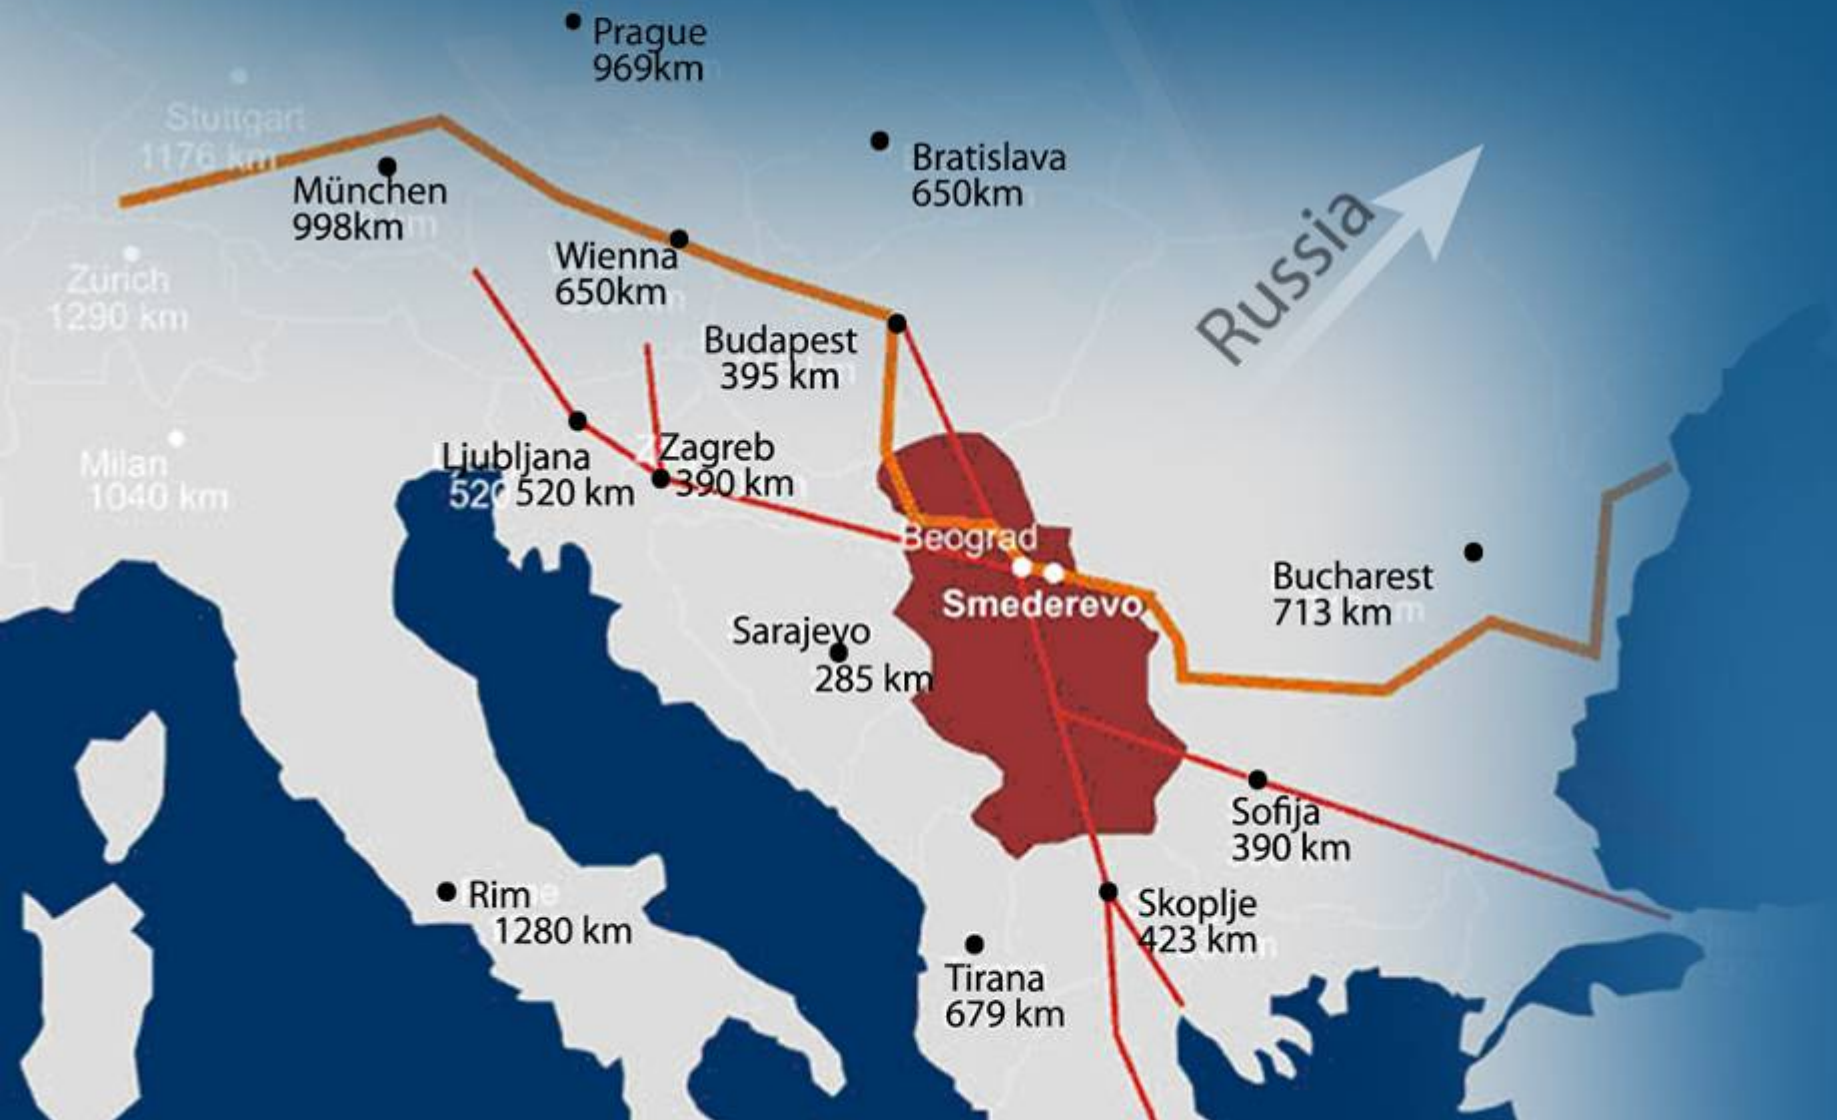 Prague
969km
Stuttgart
1176 km
Bratislava
650km
München
998km
Russia
Wienna
650km
Zürich
1290 km
Budapest
395 km
Zagreb
390 km
Ljubljana
520 520 km
Milan
1040 km
Beograd
Smederevo
Bucharest
713 km
Sarajevo
285 km
Sofija
390 km
Rim
1280 km
Skoplje
423 km
Tirana
679 km